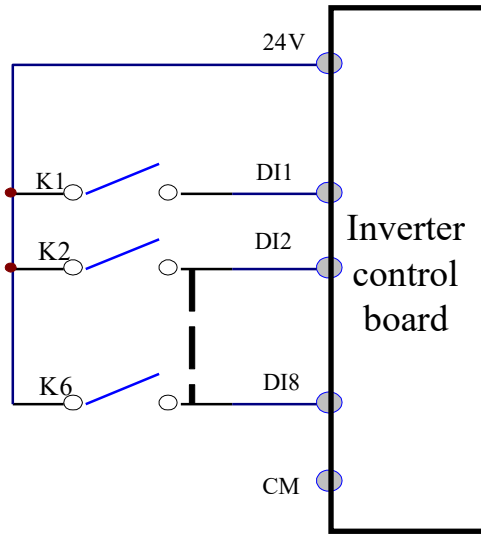 24V
K1
DI1
K2
DI2
Inverter
control
board
K6
DI8
CM